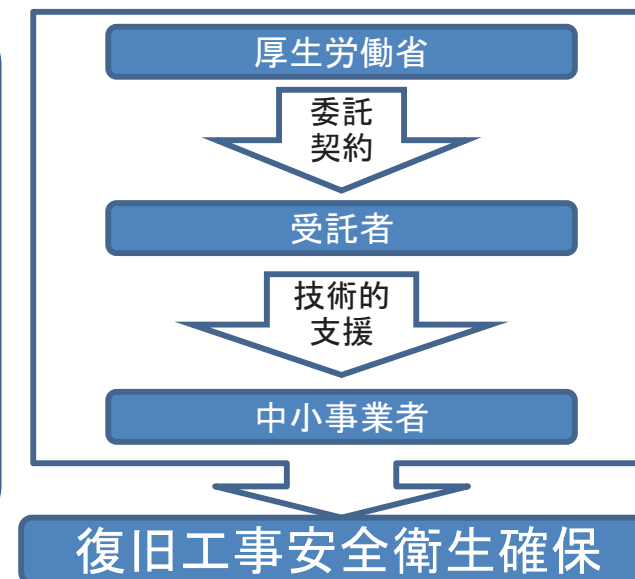 厚生労働省
委託
契約
受託者
技術的
支援
中小事業者
復旧工事安全衛生確保